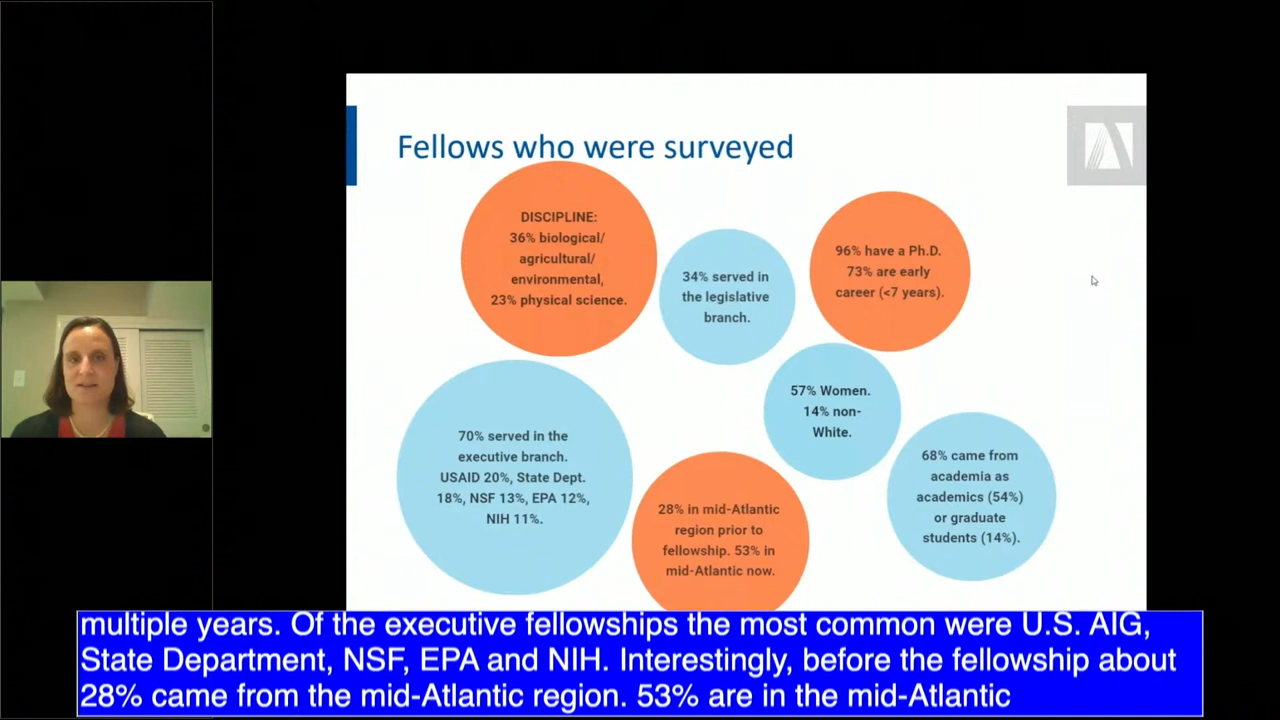 Fellows who were surveyed
DISCIPLINE:
36% biological/
agricultural/
environmental,
23% physical science.
34% served in
the legislative
branch.
96% have a Ph.D.
73% are early
career (<7 years).
57% Women.
14% non-
White.
70% served in the
executive branch.
USAID 20%, State Dept.
18%, NSF 13%, EPA 12%,
NIH 11%.
28% in mid-Atlantic
region prior to
fellowship. 53% in
mid-Atlantic now.
68% came from
academia as
academics (54%)
or graduate
students (14%).
multiple years. Of the executive fellowships the most common were U.S. AIG,
State Department, NSF, EPA and NIH. Interestingly, before the fellowship about
28% came from the mid-Atlantic region. 53% are in the mid-Atlantic